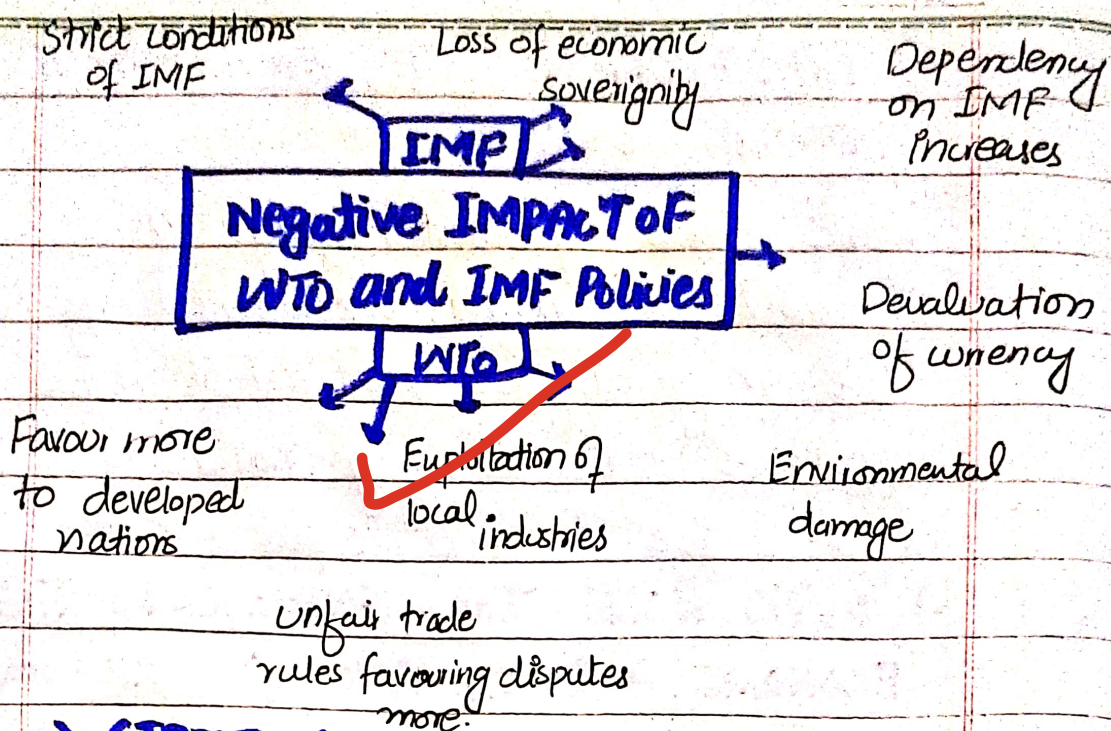 Strict conditions
of IMF
Loss of economic
soverignity
Dependency
on IMF
increases
IMF
Negative IMPACT OF
WTO and IMF Policies
Devaluation
of currency
WTO
Favour more
to developed
nations
Exploitation of
local industries
Environmental
damage
unfair trade
rules favouring disputes
more.